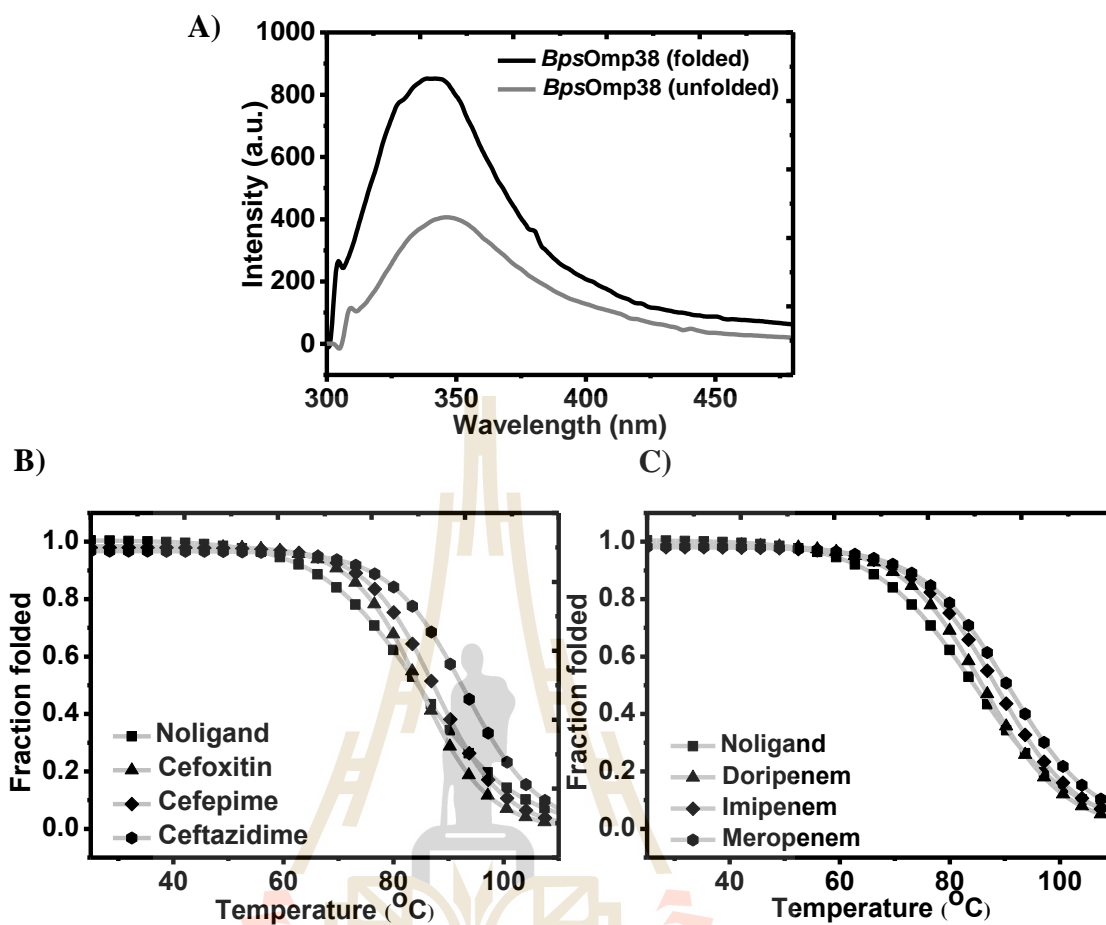 A)
1000
800
600
400
200
0
Intensity (a.u.)
BpsOmp38 (folded)
BpsOmp38 (unfolded)
300 350 400 450
Wavelength (nm)
B)
1.0
0.8
0.6
0.4
0.2
0.0
Fraction folded
Noligand
Cefoxitin
Cefepime
Ceftazidime
40 60 80 100
Temperature (°C)
C)
1.0
0.8
0.6
0.4
0.2
0.0
Fraction folded
Noligand
Doripenem
Imipenem
Meropenem
40 60 80 100
Temperature (°C)